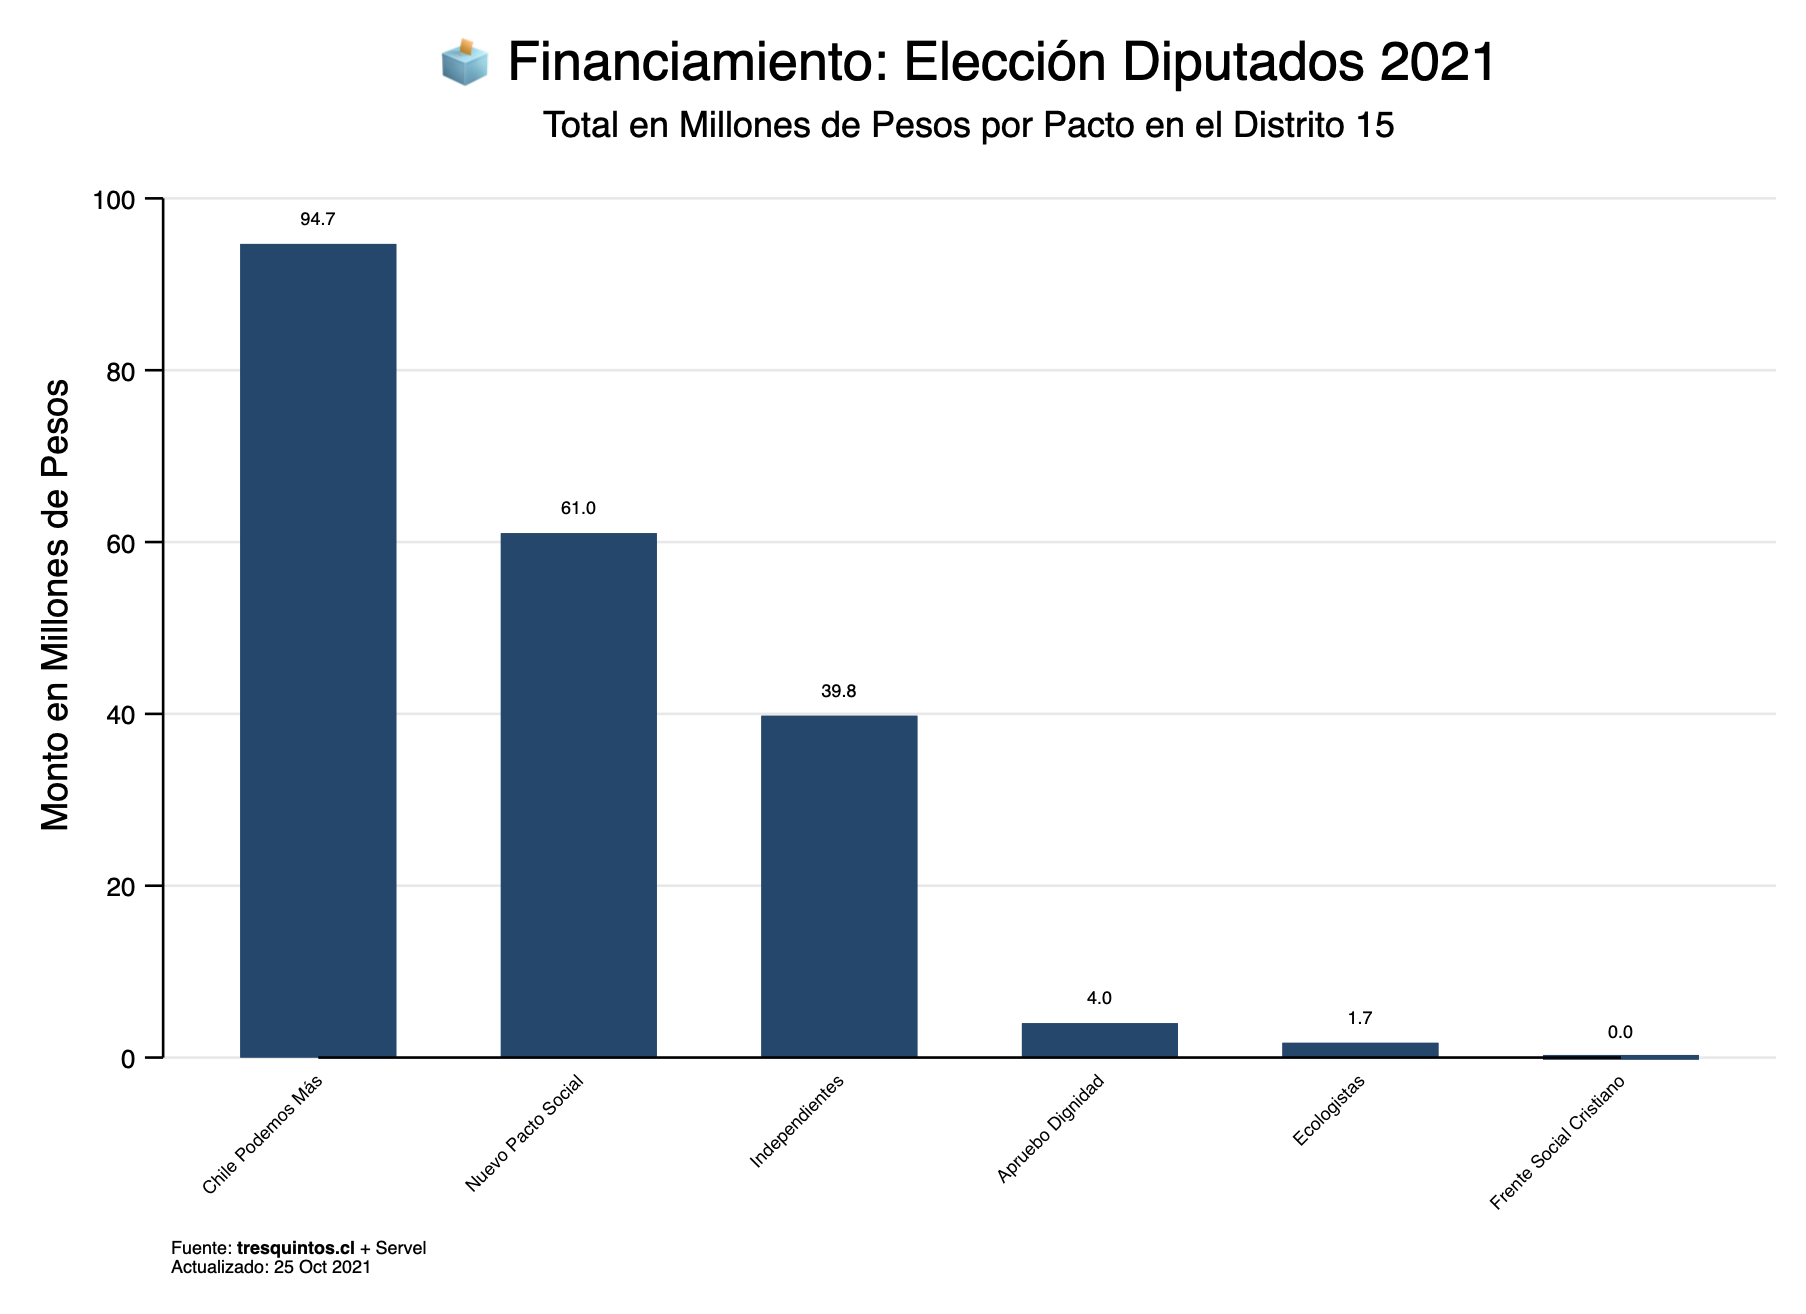 Financiamiento: Elección Diputados 2021
Total en Millones de Pesos por Pacto en el Distrito 15
Monto en Millones de Pesos
100
80
60
40
20
0
94.7
61.0
39.8
4.0
1.7
0.0
Chile Podemos Más
Nuevo Pacto Social
Independientes
Apruebo Dignidad
Ecologistas
Frente Social Cristiano
Fuente: tresquintos.cl + Servel
Actualizado: 25 Oct 2021